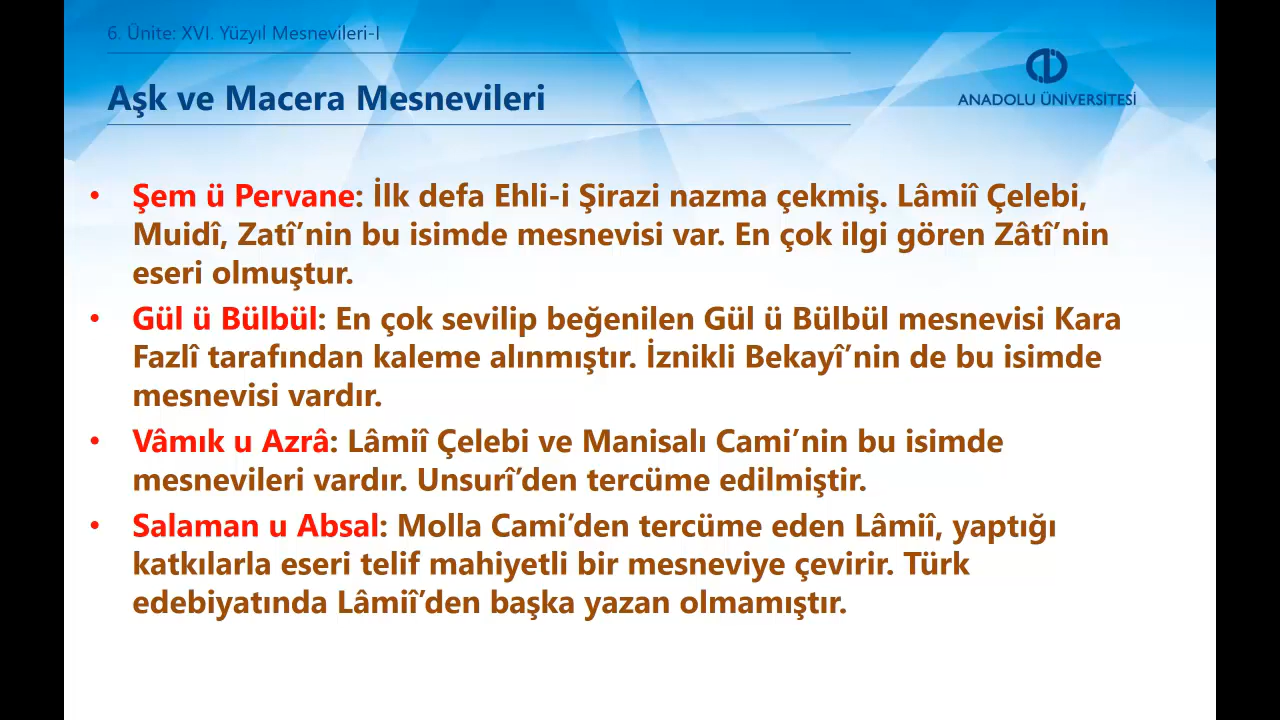 6. Ünite: XVI. Yüzyıl Mesnevileri-I
Aşk ve Macera Mesnevileri
ANADOLU ÜNİVERSİTESİ
• Şem ü Pervane: İlk defa Ehli-i Şirazi nazma çekmiş. Lâmiî Çelebi,
Muidî, Zatî’nin bu isimde mesnevisi var. En çok ilgi gören Zâtî’nin
eseri olmuştur.
• Gül ü Bülbül: En çok sevilip beğenilen Gül ü Bülbül mesnevisi Kara
Fazlî tarafından kaleme alınmıştır. İznikli Bekayî’nin de bu isimde
mesnevisi vardır.
• Vâmık u Azrâ: Lâmiî Çelebi ve Manisalı Cami’nin bu isimde
mesnevileri vardır. Unsurî’den tercüme edilmiştir.
• Salaman u Absal: Molla Cami’den tercüme eden Lâmiî, yaptığı
katkılarla eseri telif mahiyetli bir mesneviye çevirir. Türk
edebiyatında Lâmiî’den başka yazan olmamıştır.